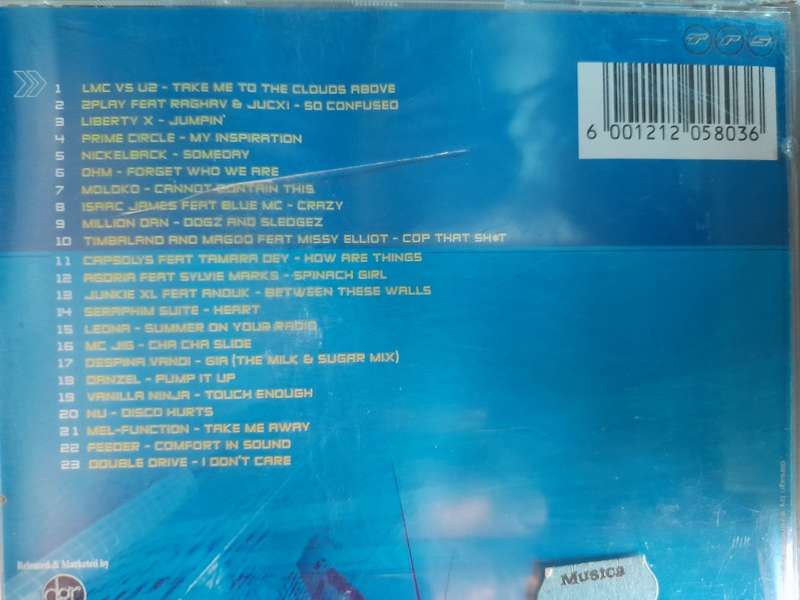 TPS
1 LMC VS U2 - TAKE ME TO THE CLOUDS ABOVE
2 2PLAY FEAT RAGHAV & JUCXI - SO CONFUSED
3 LIBERTY X - JUMPIN'
4 PRIME CIRCLE - MY INSPIRATION
5 NICKELBACK - SOMEDAY
6 OHM - FORGET WHO WE ARE
7 MOLOKO - CANNOT CONTAIN THIS
8 ISAAC JAMES FEAT BLUE MC - CRAZY
9 MILLION DAN - DOGZ AND SLEDGEZ
10 TIMBALAND AND MAGOO FEAT MISSY ELLIOT - COP THAT SH*T
11 CAPSOLYS FEAT TAMARA DEY - HOW ARE THINGS
12 AGORIA FEAT SYLVIE MARKS - SPINACH GIRL
13 JUNKIE XL FEAT ANOUK - BETWEEN THESE WALLS
14 SERAPHIM SUITE - HEART
15 LEONA - SUMMER ON YOUR RADIO
16 MC JIG - CHA CHA SLIDE
17 DESPINA VANDI - GIA (THE MILK & SUGAR MIX)
18 DANZEL - PUMP IT UP
19 VANILLA NINJA - TOUCH ENOUGH
20 NU - DISCO HURTS
21 MEL-FUNCTION - TAKE ME AWAY
22 FEEDER - COMFORT IN SOUND
23 DOUBLE DRIVE - I DON'T CARE
6 001212 058036
Released & Marketed by
Musica